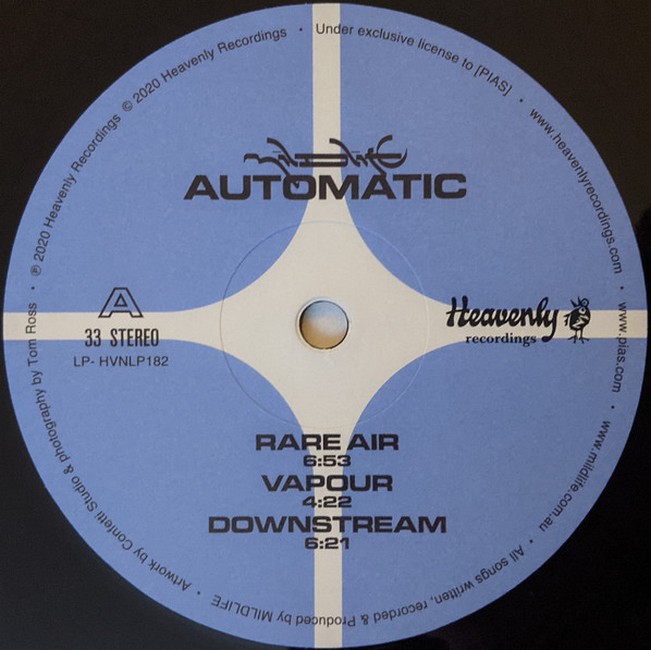 mildlife
AUTOMATIC
A
33 STEREO
LP- HVNLP182
Heavenly
recordings
RARE AIR
6:53
VAPOUR
4:22
DOWNSTREAM
6:21
℗ 2020 Heavenly Recordings © 2020 Heavenly Recordings • Under exclusive license to [PIAS] • www.heavenlyrecordings.com • www.pias.com • www.mildlife.com.au • All songs written, recorded & Produced by MILDLIFE • Artwork by Confetti Studio & photography by Tom Ross •